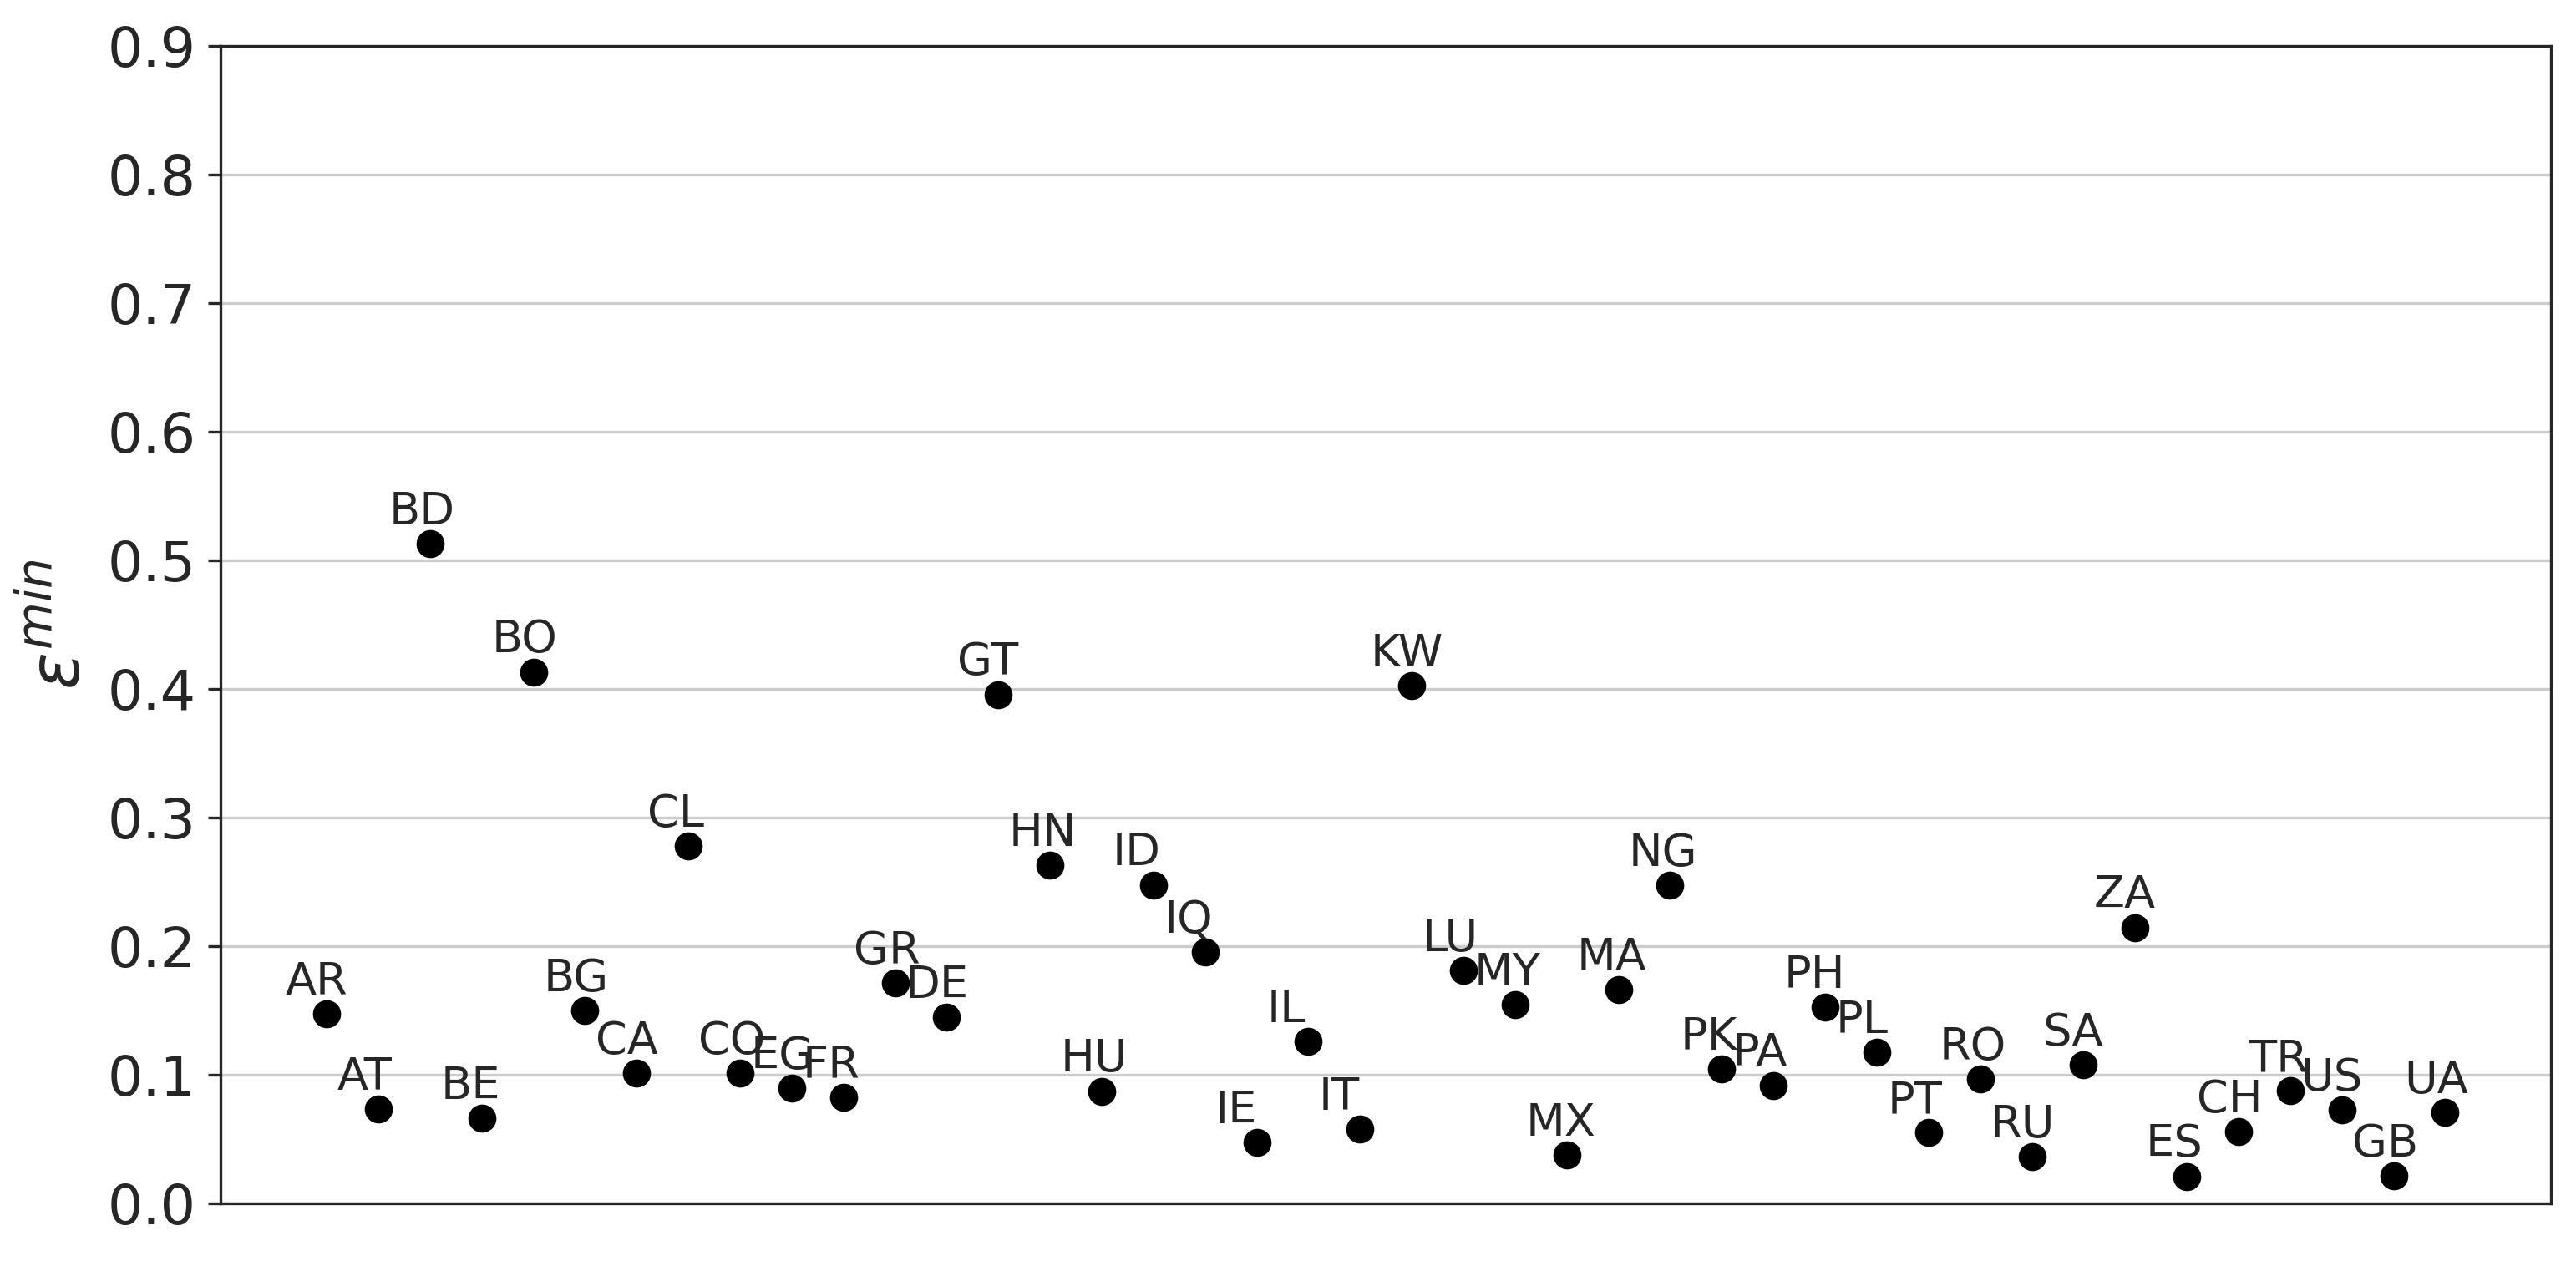 0.9
0.8
0.7
0.6
0.5
0.4
0.3
0.2
0.1
0.0
ε^min
AR
AT
BD
BE
BO
BG
CA
CL
CO
EG
FR
GR
DE
GT
HN
HU
ID
IQ
IE
IL
IT
KW
LU
MY
MX
MA
NG
PK
PA
PH
PL
PT
RO
RU
SA
ZA
ES
CH
TR
US
GB
UA